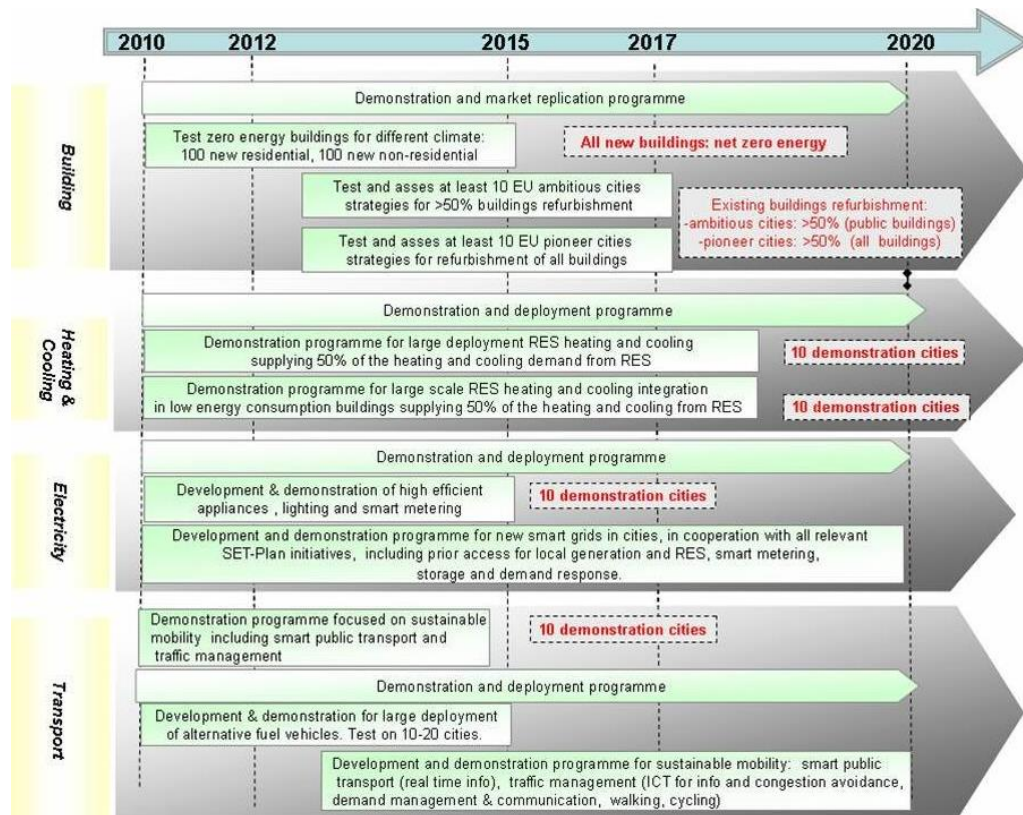 2010
2012
2015
2017
2020
Building
Demonstration and market replication programme
Test zero energy buildings for different climate:
100 new residential, 100 new non-residential
All new buildings: net zero energy
Test and asses at least 10 EU ambitious cities
strategies for >50% buildings refurbishment
Existing buildings refurbishment:
-ambitious cities: >50% (public buildings)
-pioneer cities: >50% (all buildings)
Test and asses at least 10 EU pioneer cities
strategies for refurbishment of all buildings
Heating &
Cooling
Demonstration and deployment programme
Demonstration programme for large deployment RES heating and cooling
supplying 50% of the heating and cooling demand from RES
10 demonstration cities
Demonstration programme for large scale RES heating and cooling integration
in low energy consumption buildings supplying 50% of the heating and cooling from RES
10 demonstration cities
Electricity
Demonstration and deployment programme
Development & demonstration of high efficient
appliances , lighting and smart metering
10 demonstration cities
Development and demonstration programme for new smart grids in cities, in cooperation with all relevant
SET-Plan initiatives, including prior access for local generation and RES, smart metering,
storage and demand response.
Transport
Demonstration programme focused on sustainable
mobility including smart public transport and
traffic management
10 demonstration cities
Demonstration and deployment programme
Development & demonstration for large deployment
of alternative fuel vehicles. Test on 10-20 cities.
Development and demonstration programme for sustainable mobility: smart public
transport (real time info), traffic management (ICT for info and congestion avoidance,
demand management & communication, walking, cycling)